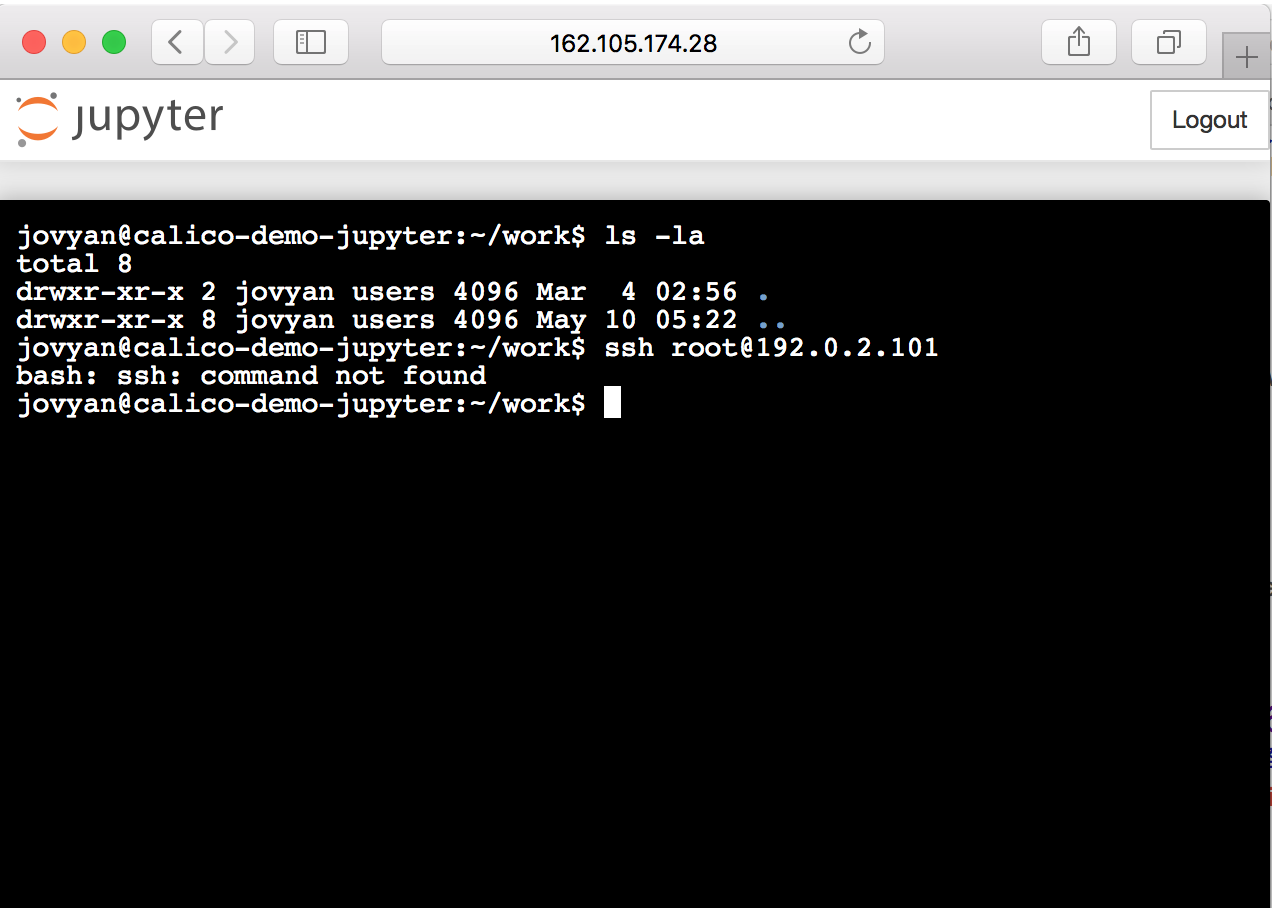 162.105.174.28
jupyter
Logout
jovyan@calico-demo-jupyter:~/work$ ls -la
total 8
drwxr-xr-x 2 jovyan users 4096 Mar  4 02:56 .
drwxr-xr-x 8 jovyan users 4096 May 10 05:22 ..
jovyan@calico-demo-jupyter:~/work$ ssh root@192.0.2.101
bash: ssh: command not found
jovyan@calico-demo-jupyter:~/work$